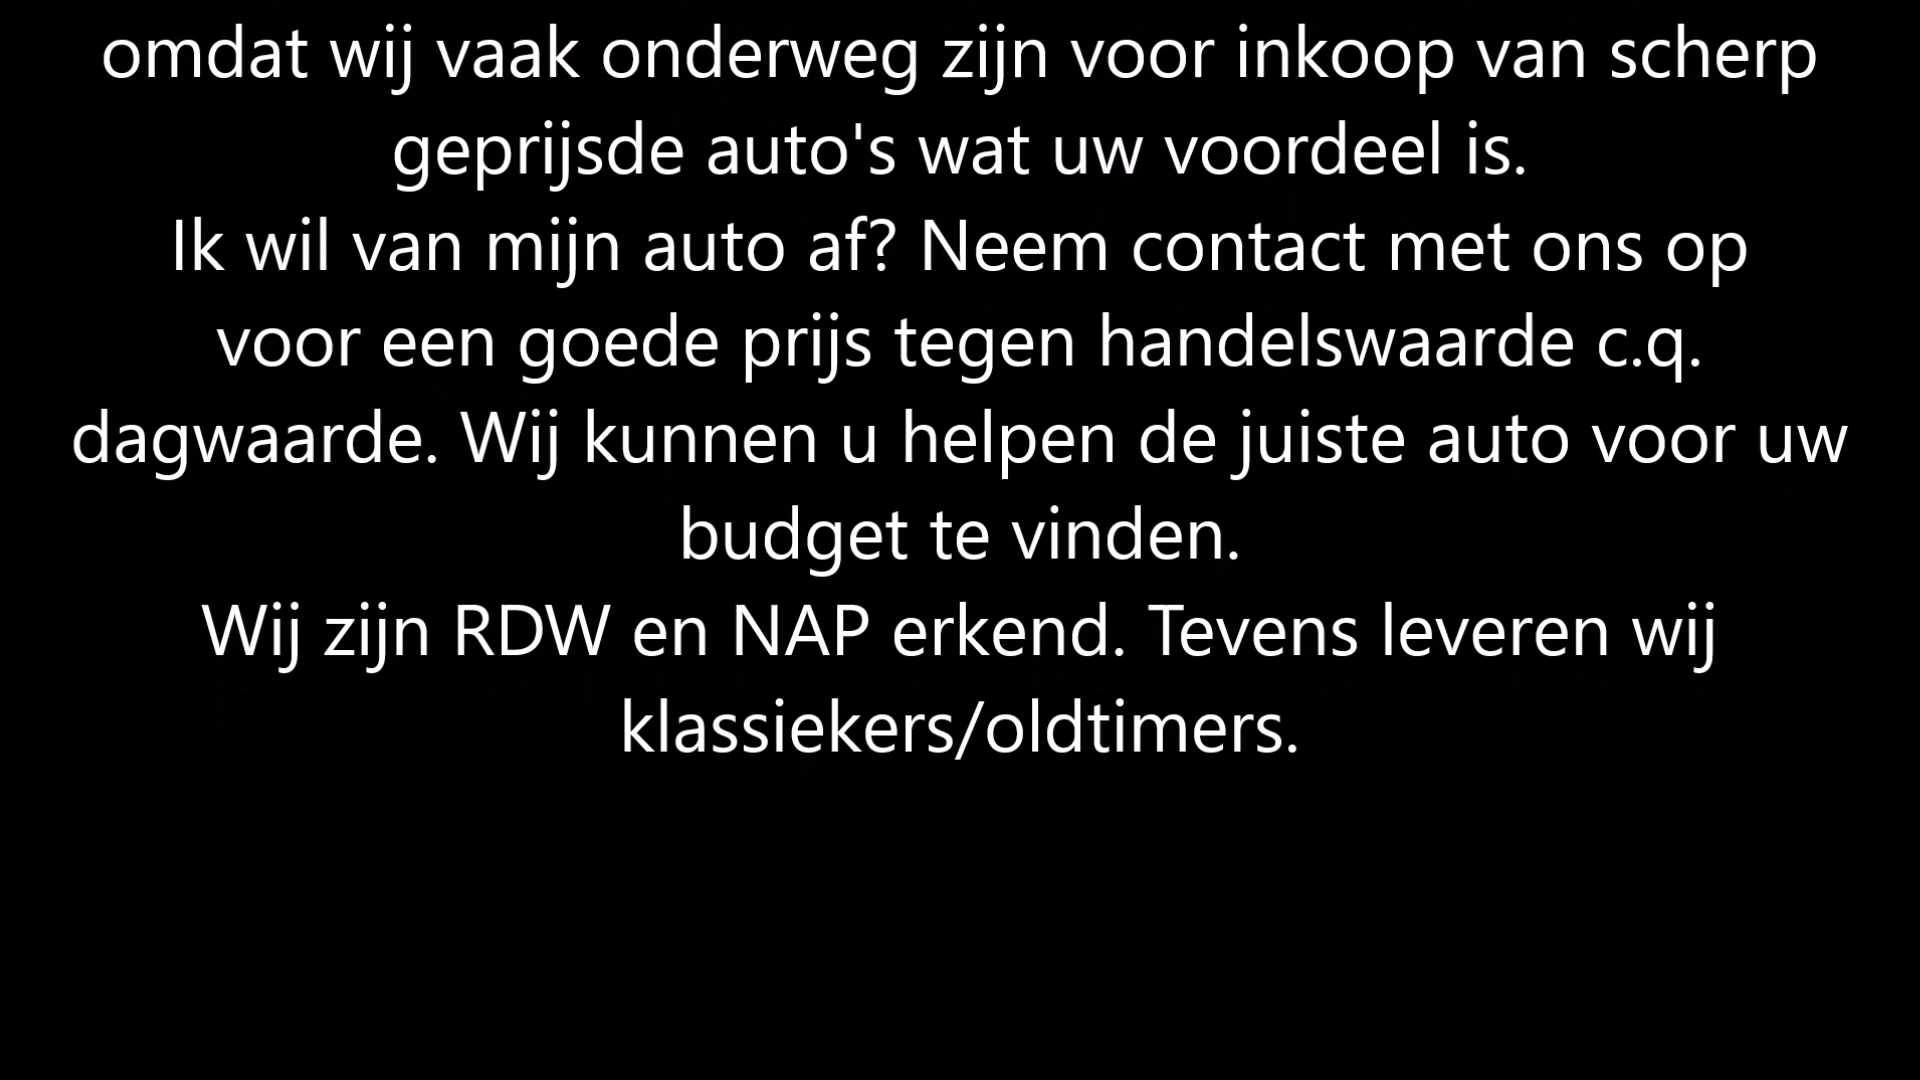 omdat wij vaak onderweg zijn voor inkoop van scherp
geprijsde auto's wat uw voordeel is.
Ik wil van mijn auto af? Neem contact met ons op
voor een goede prijs tegen handelswaarde c.q.
dagwaarde. Wij kunnen u helpen de juiste auto voor uw
budget te vinden.
Wij zijn RDW en NAP erkend. Tevens leveren wij
klassiekers/oldtimers.